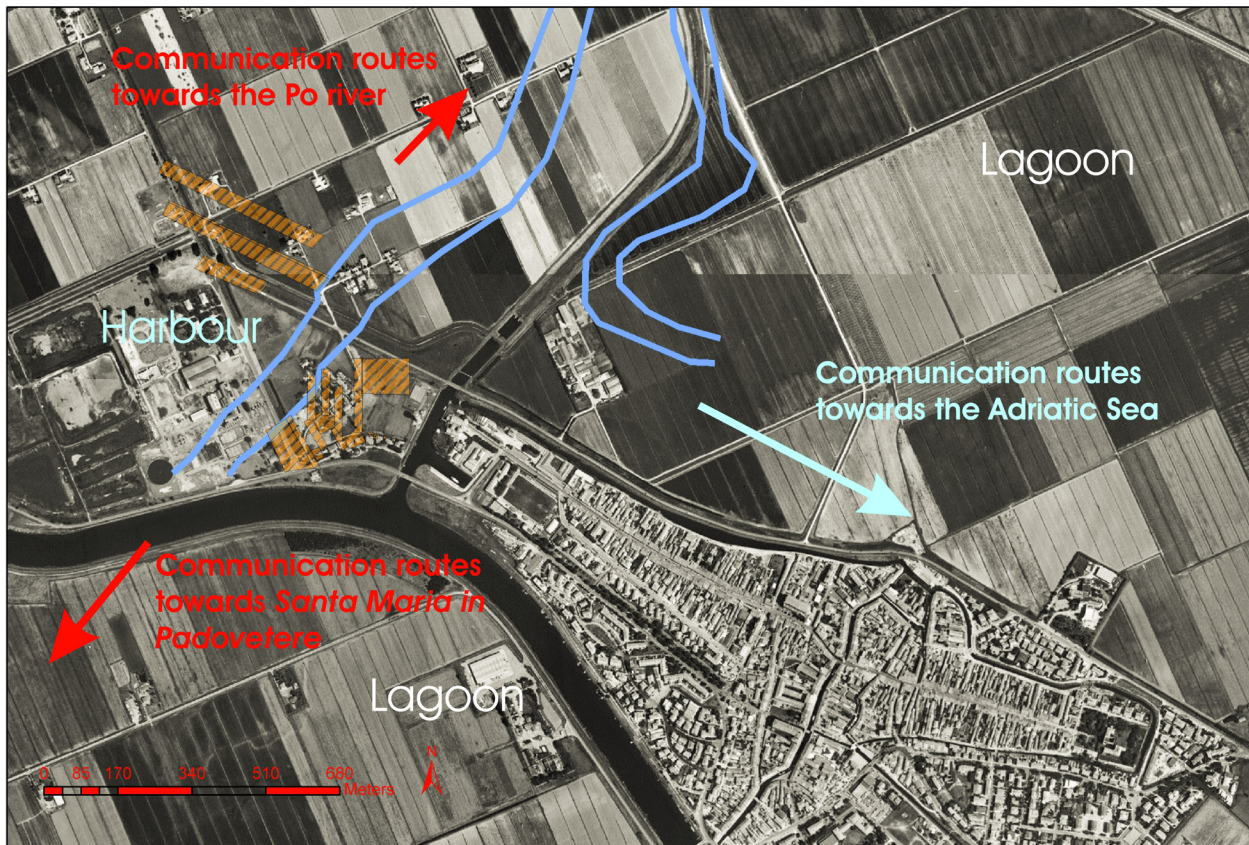 Communication routes
towards the Po river
Lagoon
Harbour
Communication routes
towards the Adriatic Sea
Communication routes
towards Santa Maria in
Padovetere
Lagoon
N
0 85 170 340 510 680
Meters